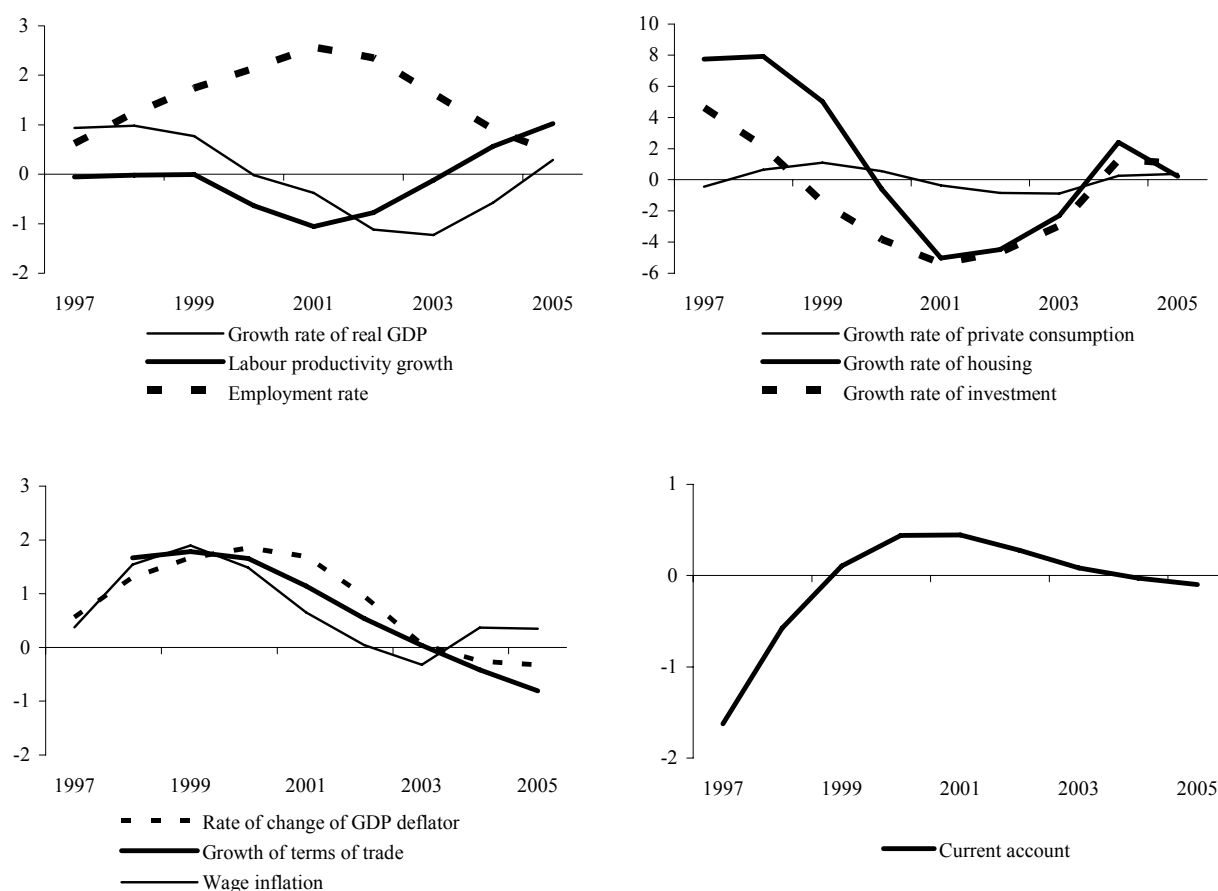 3
2
1
0
-1
-2
1997 1999 2001 2003 2005
Growth rate of real GDP
Labour productivity growth
Employment rate
10
8
6
4
2
0
-2
-4
-6
1997 1999 2001 2003 2005
Growth rate of private consumption
Growth rate of housing
Growth rate of investment
3
2
1
0
-1
-2
1997 1999 2001 2003 2005
Rate of change of GDP deflator
Growth of terms of trade
Wage inflation
1
0
-1
-2
1997 1999 2001 2003 2005
Current account